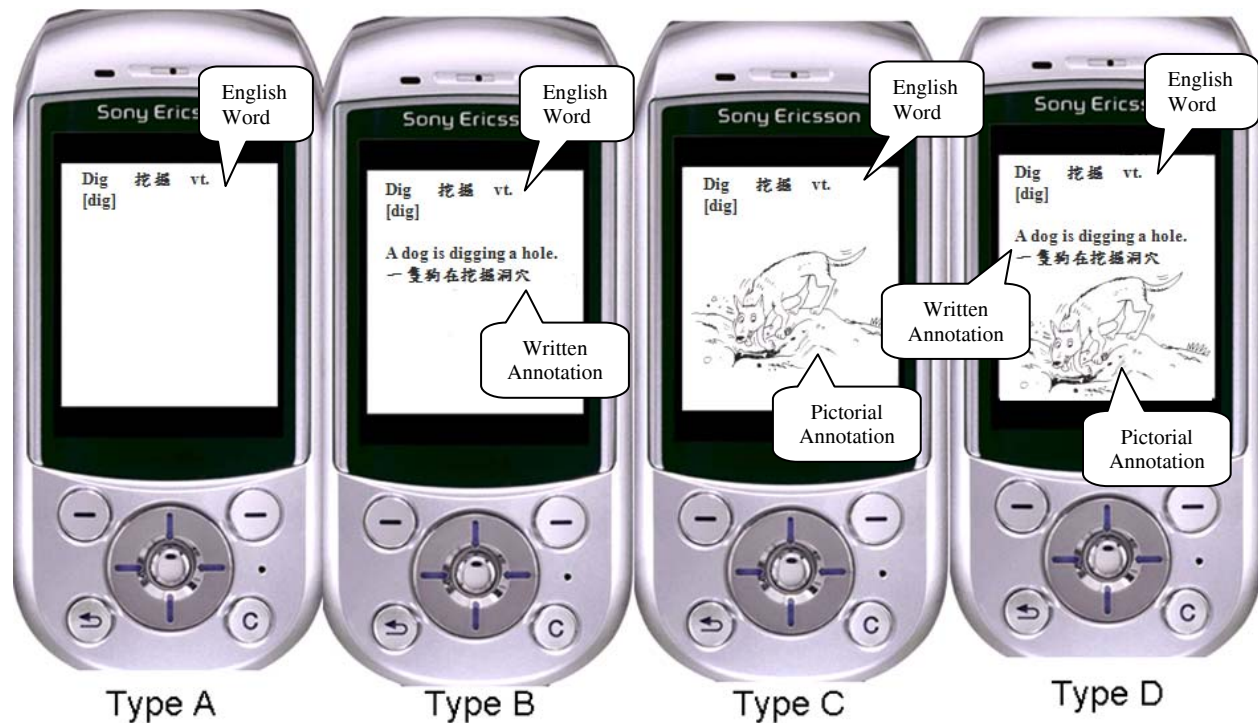 English
Word
Sony Ericsson
Dig 挖掘 vt.
[dig]
Type A
English
Word
Sony Ericss
Dig 挖掘 vt.
[dig]
A dog is digging a hole.
一隻狗在挖掘洞穴
Written
Annotation
C
Type B
English
Word
Sony Ericsson
Dig 挖掘 vt.
[dig]
Pictorial
Annotation
C
Type C
English
Word
Sony Ericsson
Dig 挖掘 vt.
[dig]
A dog is digging a hole.
一隻狗在挖掘洞穴
Written
Annotation
Pictorial
Annotation
C
Type D